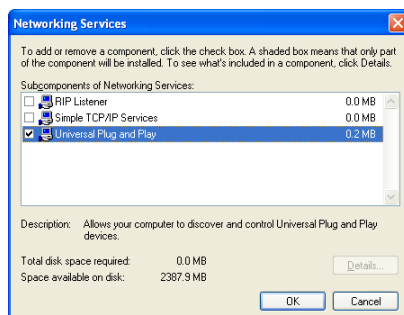 Networking Services
To add or remove a component, click the check box. A shaded box means that only part
of the component will be installed. To see what's included in a component, click Details.
Subcomponents of Networking Services:
RIP Listener 0.0 MB
Simple TCP/IP Services 0.0 MB
Universal Plug and Play 0.2 MB
Description: Allows your computer to discover and control Universal Plug and Play
devices.
Total disk space required: 0.0 MB
Space available on disk: 2387.9 MB
Details...
OK Cancel